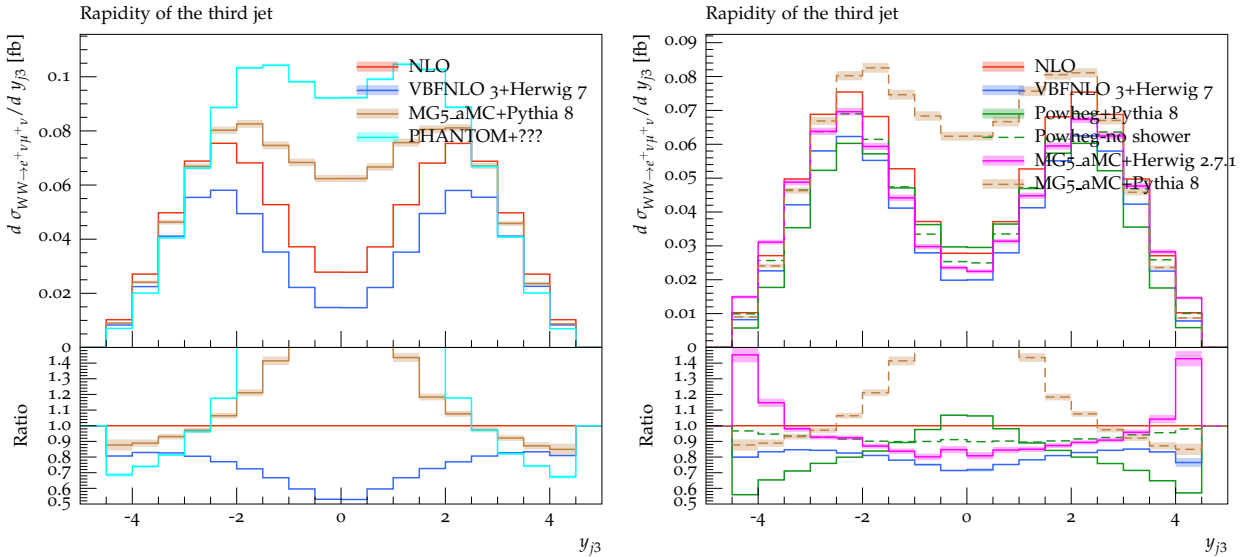 Rapidity of the third jet
d σ_{WW→e⁺νμ⁺ν}/d y_{j3} [fb]
0.1
0.08
0.06
0.04
0.02
0
NLO
VBFNLO 3+Herwig 7
MG5_aMC+Pythia 8
PHANTOM+???
Ratio
1.4
1.3
1.2
1.1
1.0
0.9
0.8
0.7
0.6
0.5
-4 -2 0 2 4
y_{j3}
Rapidity of the third jet
d σ_{WW→e⁺νμ⁺ν}/d y_{j3} [fb]
0.09
0.08
0.07
0.06
0.05
0.04
0.03
0.02
0.01
0
NLO
VBFNLO 3+Herwig 7
Powheg+Pythia 8
Powheg-no shower
MG5_aMC+Herwig 2.7.1
MG5_aMC+Pythia 8
Ratio
1.4
1.3
1.2
1.1
1.0
0.9
0.8
0.7
0.6
0.5
-4 -2 0 2 4
y_{j3}